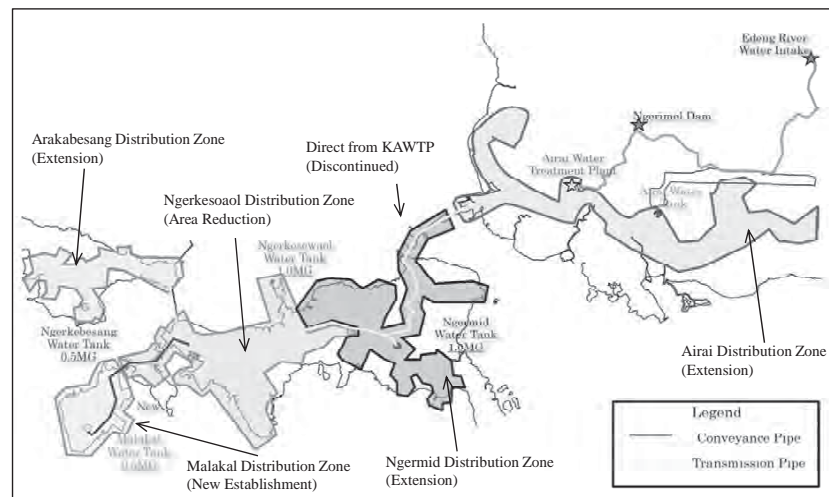 Edeng River
Water Intake
Ngerimel Dam
Arakabesang Distribution Zone
(Extension)
Direct from KAWTP
(Discontinued)
Airai Water
Treatment Plant
Ngerkesoaol Distribution Zone
(Area Reduction)
Water Tank
1.0MG
Ngerkebesang
Water Tank
0.5MG
Ngermid
Water Tank
Airai Distribution Zone
(Extension)
New
Malakal
Water Tank
Malakal Distribution Zone
(New Establishment)
Ngermid Distribution Zone
(Extension)
Legend
Conveyance Pipe
Transmission Pipe